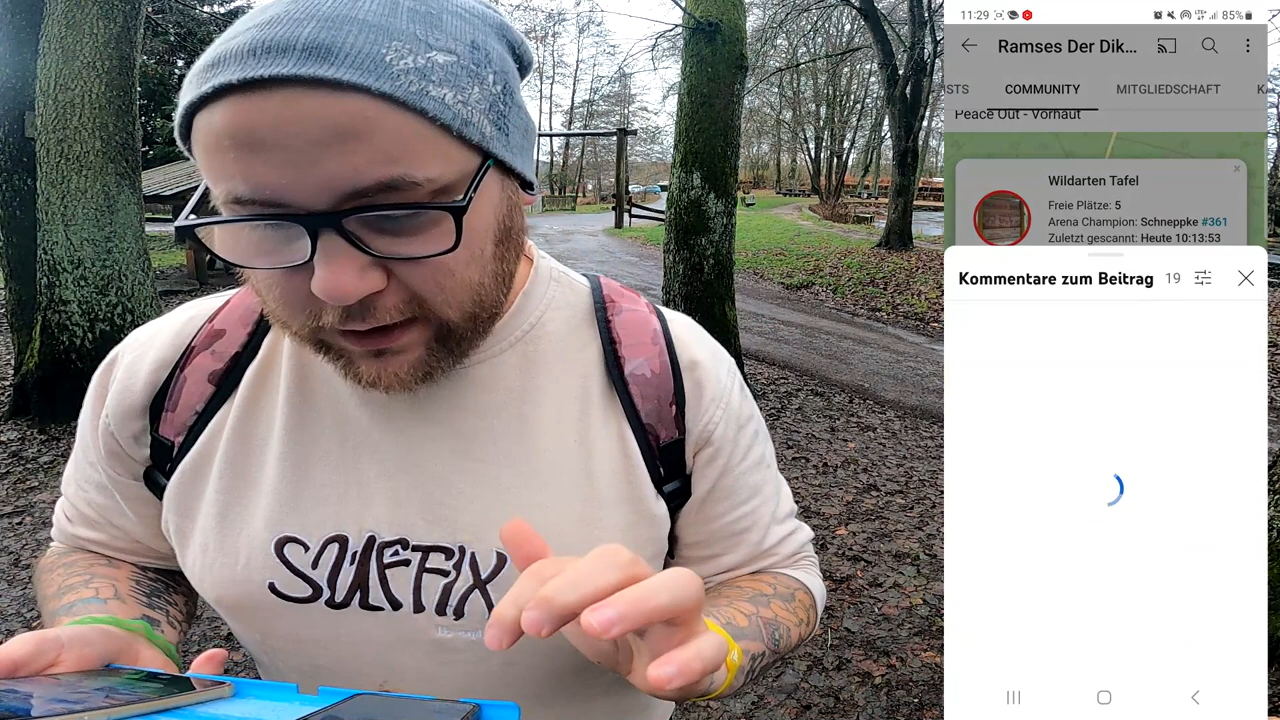 SUFFIX
11:29
85%
Ramses Der Dik...
STS
COMMUNITY
MITGLIEDSCHAFT
Peace Out - Vorhaut
Wildarten Tafel
Freie Plätze: 5
Arena Champion: Schneppke #361
Zuletzt gescannt: Heute 10:13:53
Kommentare zum Beitrag 19